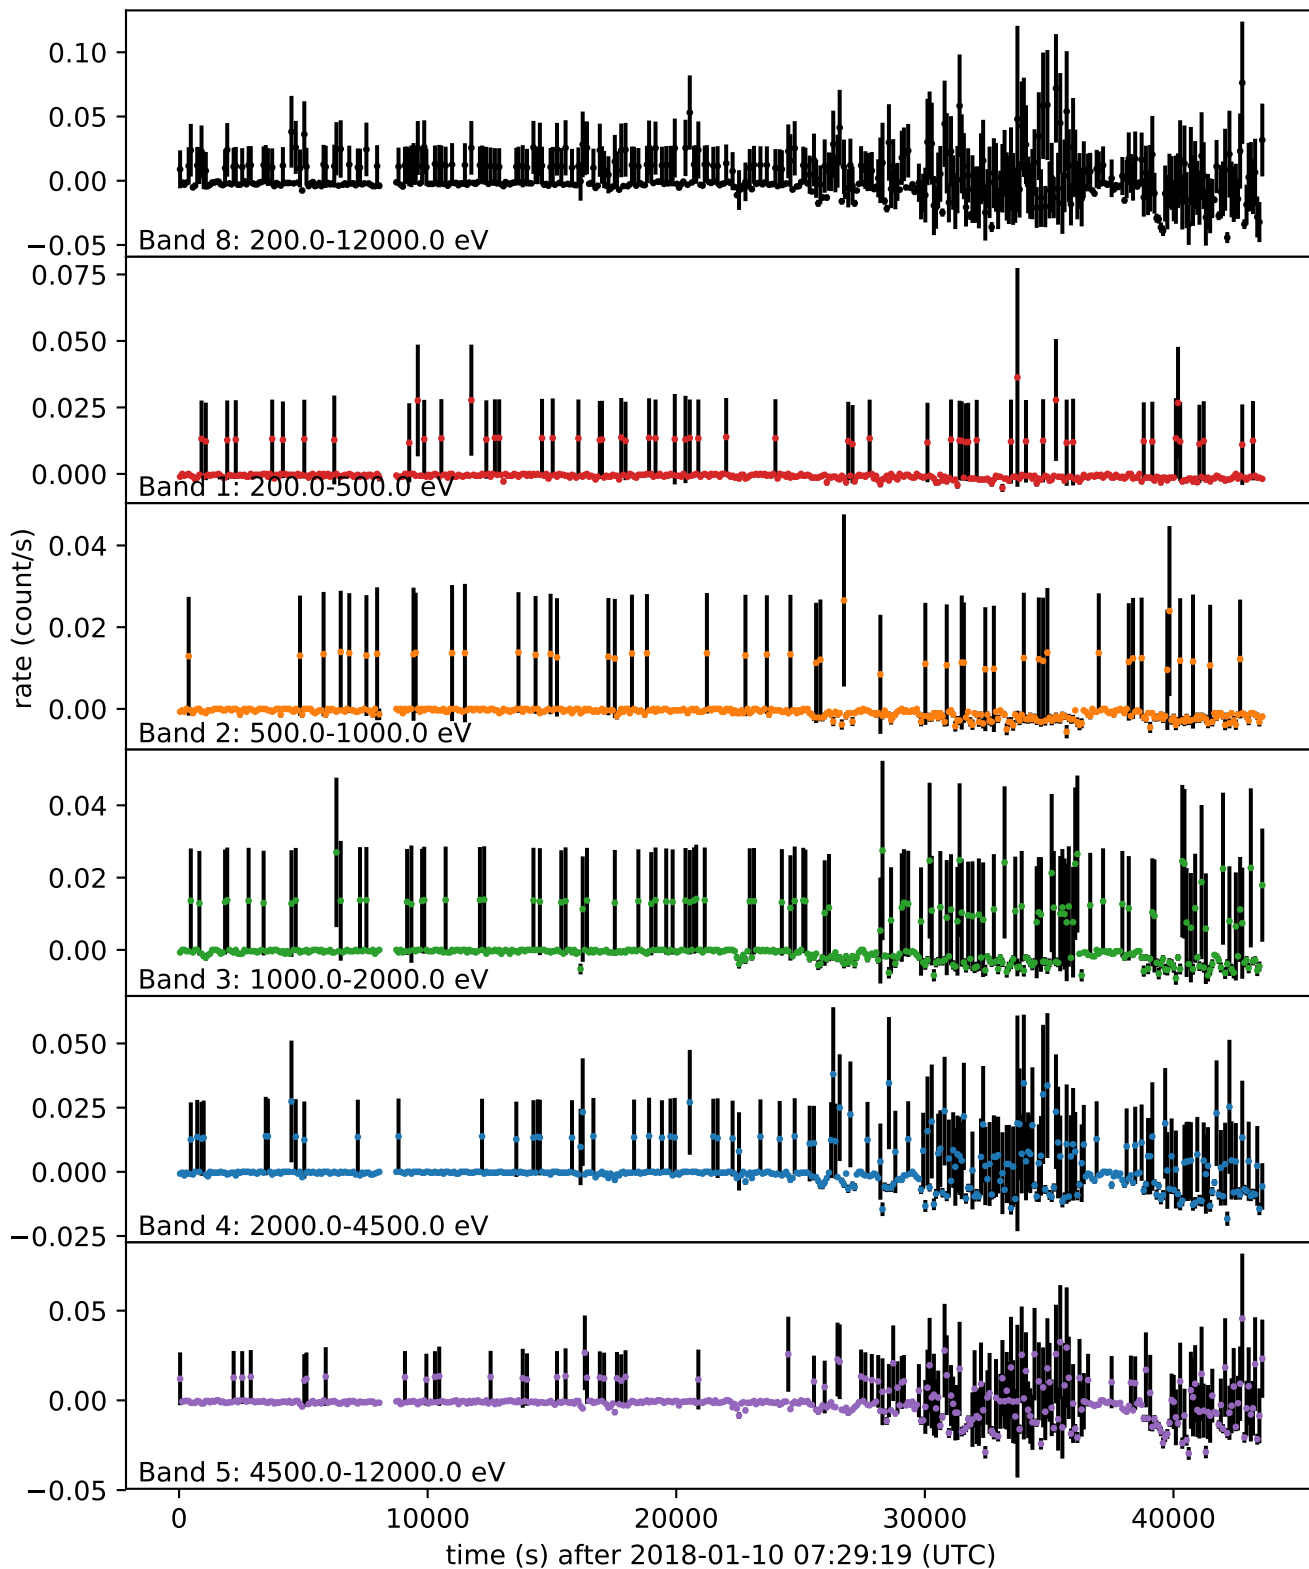 0.10
0.05
0.00
−0.05
Band 8: 200.0-12000.0 eV
0.075
0.050
0.025
0.000
Band 1: 200.0-500.0 eV
rate (count/s)
0.04
0.02
0.00
Band 2: 500.0-1000.0 eV
0.04
0.02
0.00
Band 3: 1000.0-2000.0 eV
0.050
0.025
0.000
−0.025
Band 4: 2000.0-4500.0 eV
0.05
0.00
−0.05
Band 5: 4500.0-12000.0 eV
0 10000 20000 30000 40000
time (s) after 2018-01-10 07:29:19 (UTC)